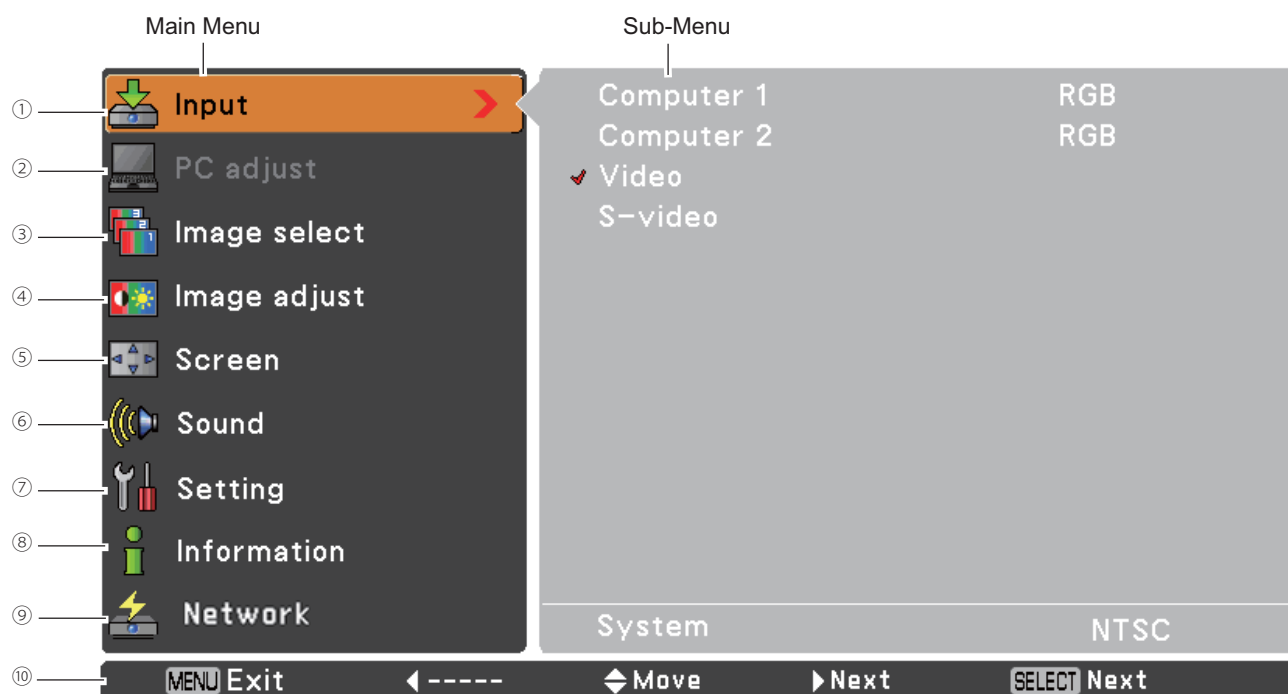 Main Menu
Sub-Menu
① Input
② PC adjust
③ Image select
④ Image adjust
⑤ Screen
⑥ Sound
⑦ Setting
⑧ Information
⑨ Network
Computer 1 RGB
Computer 2 RGB
Video
S-video
System NTSC
⑩ MENU Exit ◀ ----- Move ▶ Next SELECT Next